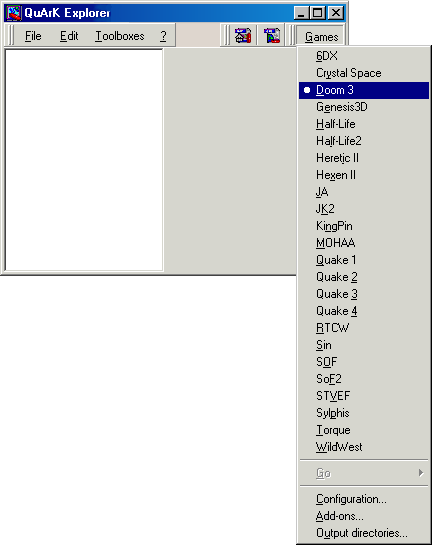 QuArK Explorer
File Edit Toolboxes ? Games
6DX
Crystal Space
Doom 3
Genesis3D
Half-Life
Half-Life2
Heretic II
Hexen II
JA
JK2
KingPin
MOHAA
Quake 1
Quake 2
Quake 3
Quake 4
RTCW
Sin
SOF
SoF2
STVEF
Sylphis
Torque
WildWest
Go
Configuration...
Add-ons...
Output directories...